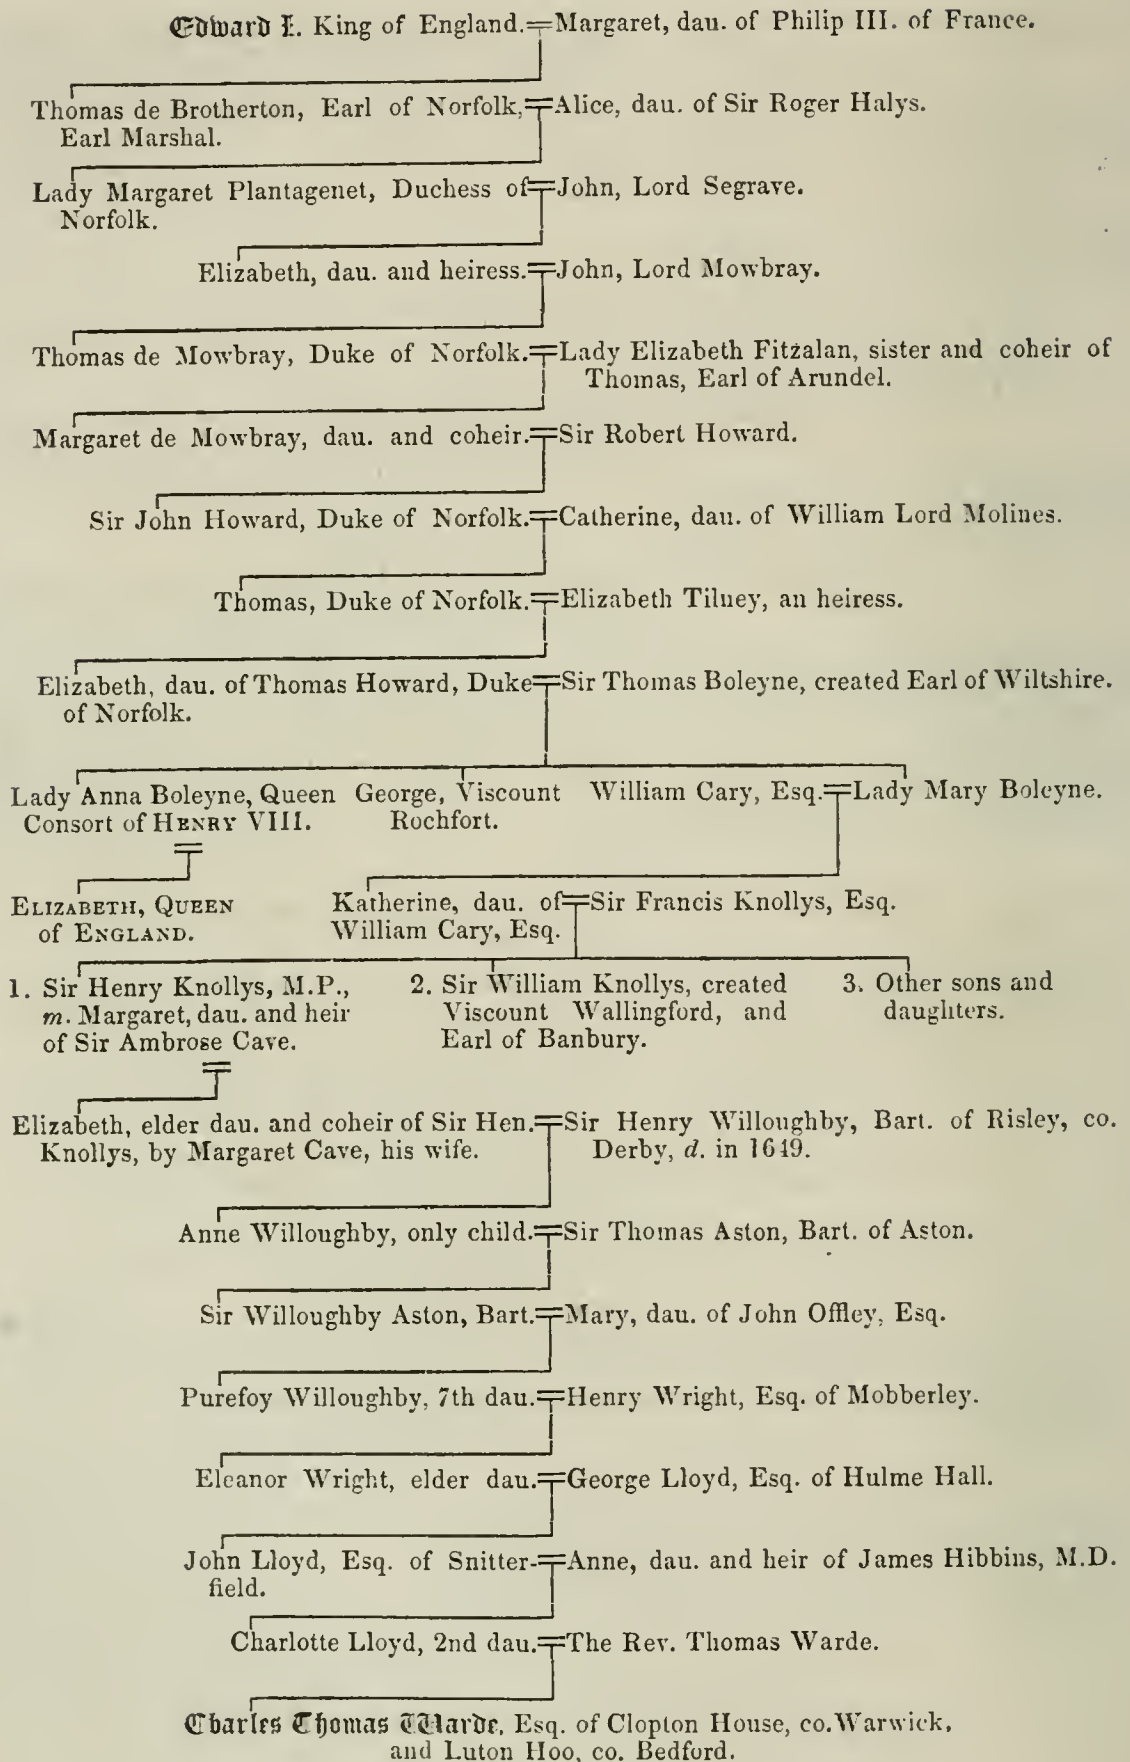 Edward I. King of England.=Margaret, dau. of Philip III. of France.
Thomas de Brotherton, Earl of Norfolk,=Alice, dau. of Sir Roger Halys.
Earl Marshal.
Lady Margaret Plantagenet, Duchess of=John, Lord Segrave.
Norfolk.
Elizabeth, dau. and heiress.=John, Lord Mowbray.
Thomas de Mowbray, Duke of Norfolk.=Lady Elizabeth Fitzalan, sister and coheir of
Thomas, Earl of Arundel.
Margaret de Mowbray, dau. and coheir.=Sir Robert Howard.
Sir John Howard, Duke of Norfolk.=Catherine, dau. of William Lord Molines.
Thomas, Duke of Norfolk.=Elizabeth Tilney, an heiress.
Elizabeth, dau. of Thomas Howard, Duke=Sir Thomas Boleyne, created Earl of Wiltshire.
of Norfolk.
Lady Anna Boleyne, Queen
Consort of HENRY VIII.
George, Viscount
Rochfort.
William Cary, Esq.=Lady Mary Boleyne.
ELIZABETH, QUEEN
of ENGLAND.
Katherine, dau. of=Sir Francis Knollys, Esq.
William Cary, Esq.
1. Sir Henry Knollys, M.P.,
m. Margaret, dau. and heir
of Sir Ambrose Cave.
2. Sir William Knollys, created
Viscount Wallingford, and
Earl of Banbury.
3. Other sons and
daughters.
Elizabeth, elder dau. and coheir of Sir Hen.=Sir Henry Willoughby, Bart. of Risley, co.
Knollys, by Margaret Cave, his wife. Derby, d. in 1649.
Anne Willoughby, only child.=Sir Thomas Aston, Bart. of Aston.
Sir Willoughby Aston, Bart.=Mary, dau. of John Offley, Esq.
Purefoy Willoughby, 7th dau.=Henry Wright, Esq. of Mobberley.
Eleanor Wright, elder dau.=George Lloyd, Esq. of Hulme Hall.
John Lloyd, Esq. of Snitter-=Anne, dau. and heir of James Hibbins, M.D.
field.
Charlotte Lloyd, 2nd dau.=The Rev. Thomas Warde.
Charles Thomas Warde, Esq. of Clopton House, co. Warwick,
and Luton Hoo, co. Bedford.